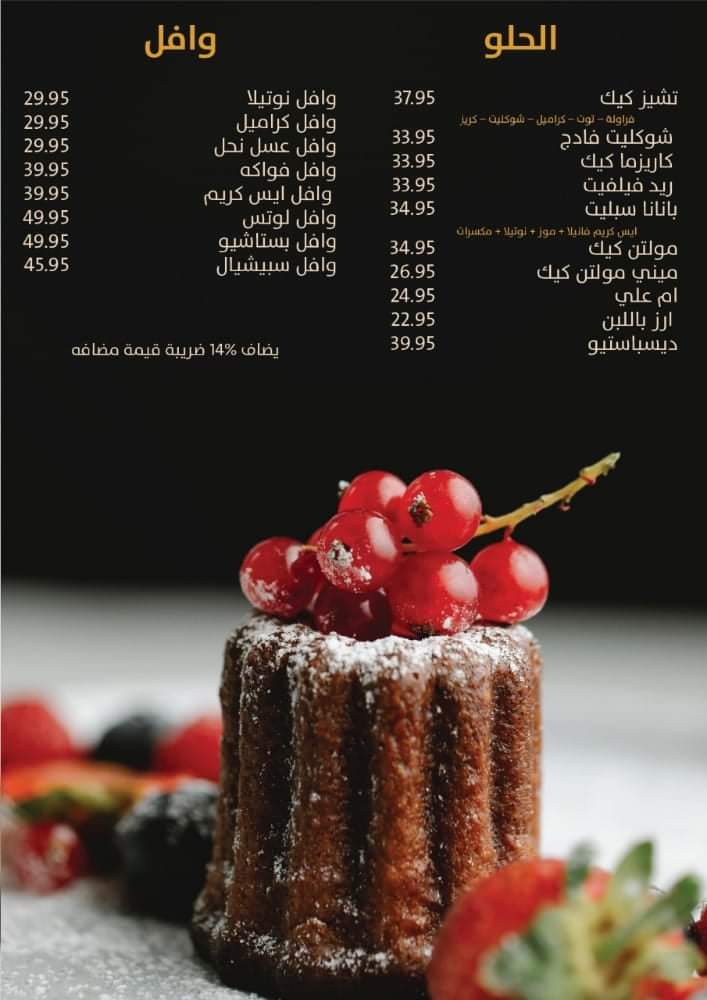 الحلو
تشيز كيك 37.95
فراولة - توت - كراميل - شوكليت - كريز
شوكليت فادج 33.95
كاريزما كيك 33.95
ريد فيلفيت 33.95
بانانا سبليت 34.95
ايس كريم فانيلا + موز + نوتيلا + مكسرات
مولتن كيك 34.95
ميني مولتن كيك 26.95
ام علي 24.95
ارز باللبن 22.95
ديسباستيو 39.95
وافل
وافل نوتيلا 29.95
وافل كراميل 29.95
وافل عسل نحل 29.95
وافل فواكه 39.95
وافل ايس كريم 39.95
وافل لوتس 49.95
وافل بستاشيو 49.95
وافل سبيشيال 45.95
يضاف 14% ضريبة قيمة مضافه